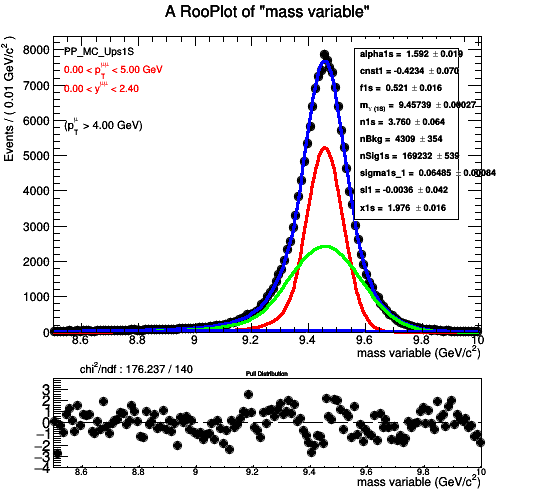 A RooPlot of "mass variable"
Events / ( 0.01 GeV/c² )
8000
7000
6000
5000
4000
3000
2000
1000
0
PP_MC_Ups1S
0.00 < p_T^μμ < 5.00 GeV
0.00 < y^μμ < 2.40
(p_T^μ > 4.00 GeV)
alpha1s = 1.592 ± 0.019
cnst1 = -0.4234 ± 0.070
f1s = 0.521 ± 0.016
m_ϒ(1S) = 9.45739 ± 0.00027
n1s = 3.760 ± 0.064
nBkg = 4309 ± 354
nSig1s = 169232 ± 539
sigma1s_1 = 0.06485 ± 0.00084
sl1 = -0.0036 ± 0.042
x1s = 1.976 ± 0.016
8.6 8.8 9 9.2 9.4 9.6 9.8 10
mass variable (GeV/c²)
chi²/ndf : 176.237 / 140
Pull Distribution
3
2
1
0
−1
−2
−3
−4
8.6 8.8 9 9.2 9.4 9.6 9.8 10
mass variable (GeV/c²)